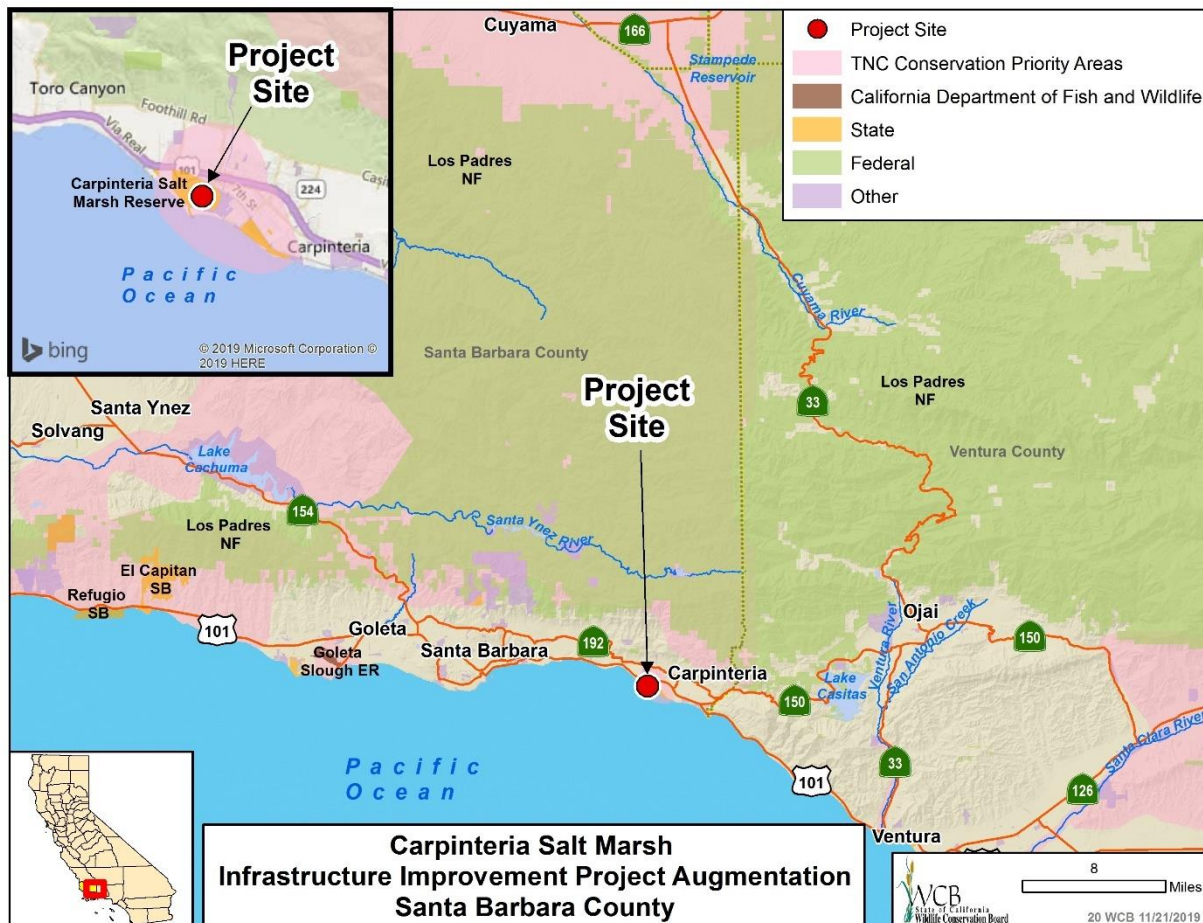 Project
Site
Toro Canyon
Foothill Rd
Via Real
101
7th St
224
Carpinteria Salt
Marsh Reserve
Carpinteria
Pacific
Ocean
bing
© 2019 Microsoft Corporation ©
2019 HERE
Project Site
TNC Conservation Priority Areas
California Department of Fish and Wildlife
State
Federal
Other
Cuyama
166
Stampede
Reservoir
Los Padres
NF
Cuyama River
Santa Barbara County
Project
Site
Los Padres
NF
33
Ventura County
Santa Ynez
Solvang
Lake
Cachuma
154
Los Padres
NF
Santa Ynez
River
El Capitan
SB
Refugio
SB
101
Goleta
Goleta
Slough ER
Santa Barbara
192
Carpinteria
150
Lake
Casitas
Ventura River
Ojai
San Antonio Creek
150
33
101
Santa Clara River
126
Ventura
Pacific
Ocean
Carpinteria Salt Marsh
Infrastructure Improvement Project Augmentation
Santa Barbara County
WCB
State of California
Wildlife Conservation Board
8
Miles
20 WCB 11/21/2019